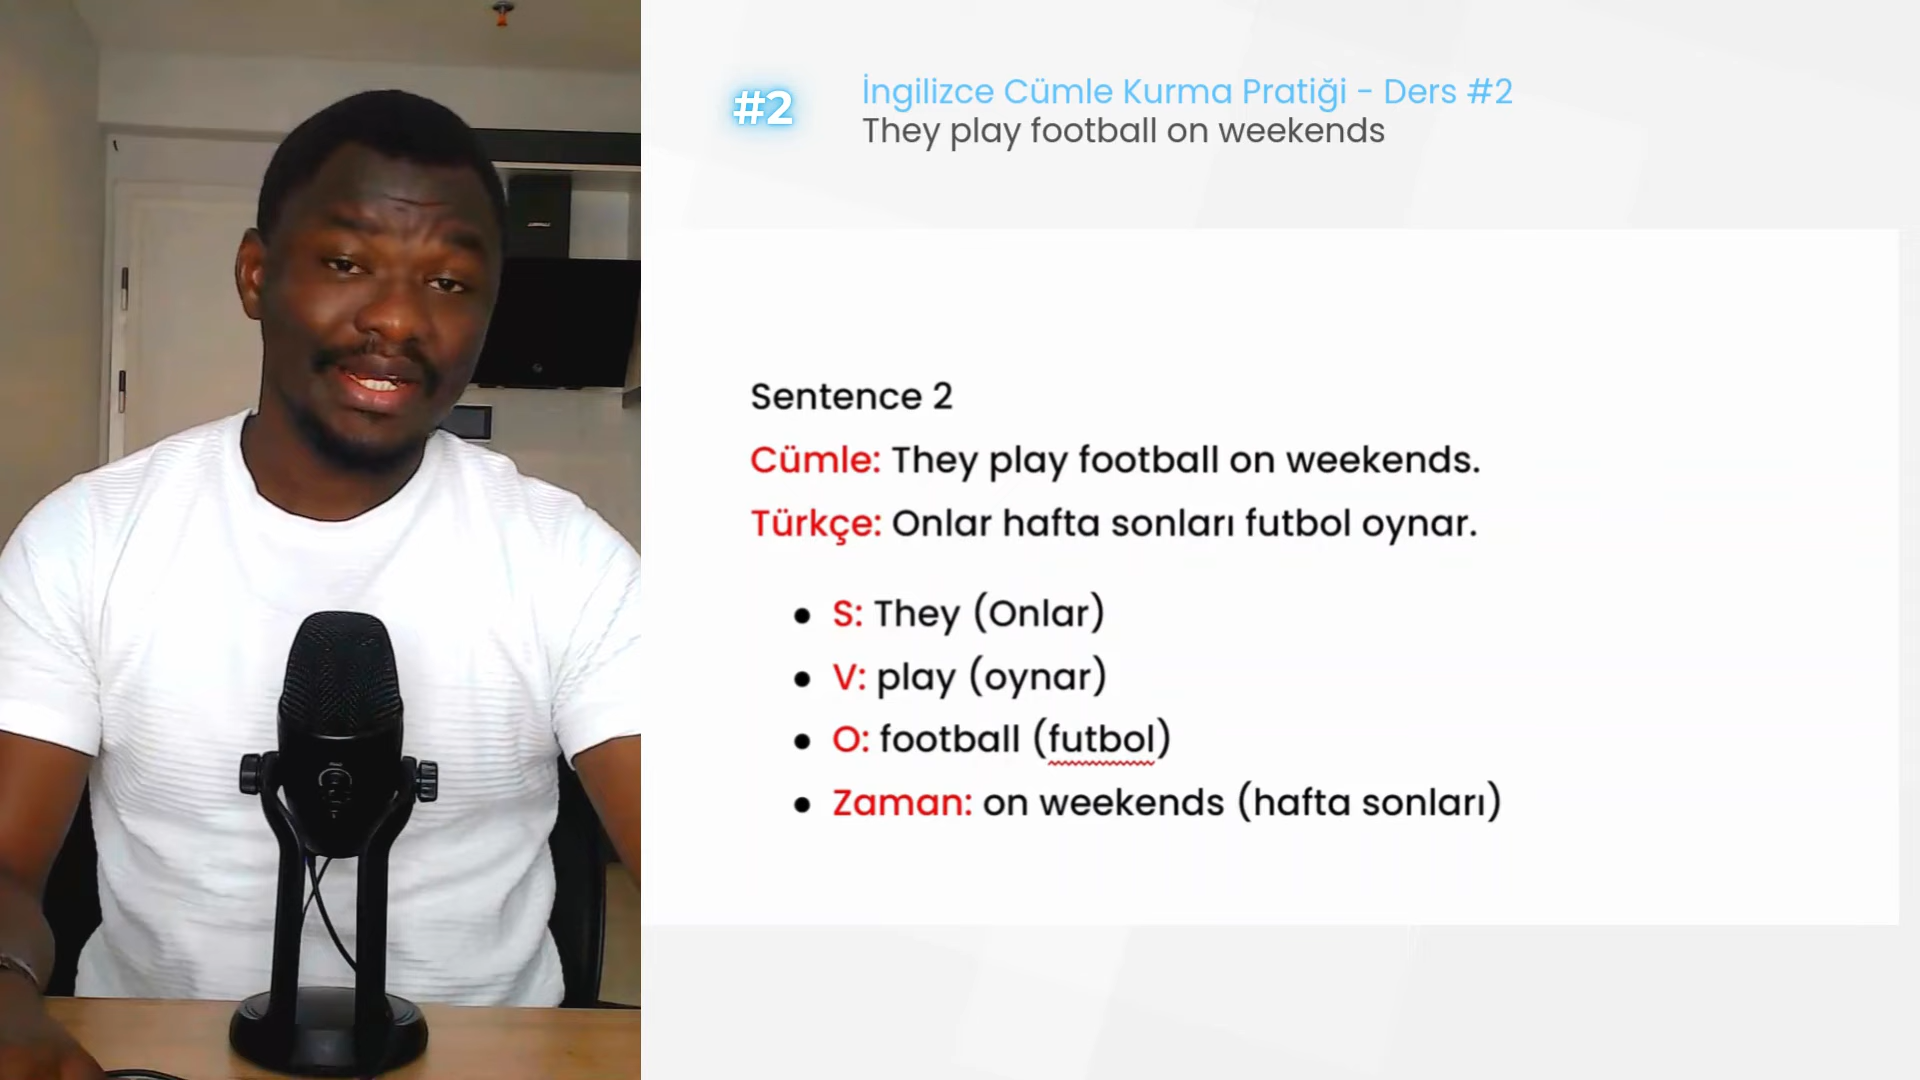 #2
İngilizce Cümle Kurma Pratiği - Ders #2
They play football on weekends
Sentence 2
Cümle: They play football on weekends.
Türkçe: Onlar hafta sonları futbol oynar.
● S: They (Onlar)
● V: play (oynar)
● O: football (futbol)
● Zaman: on weekends (hafta sonları)